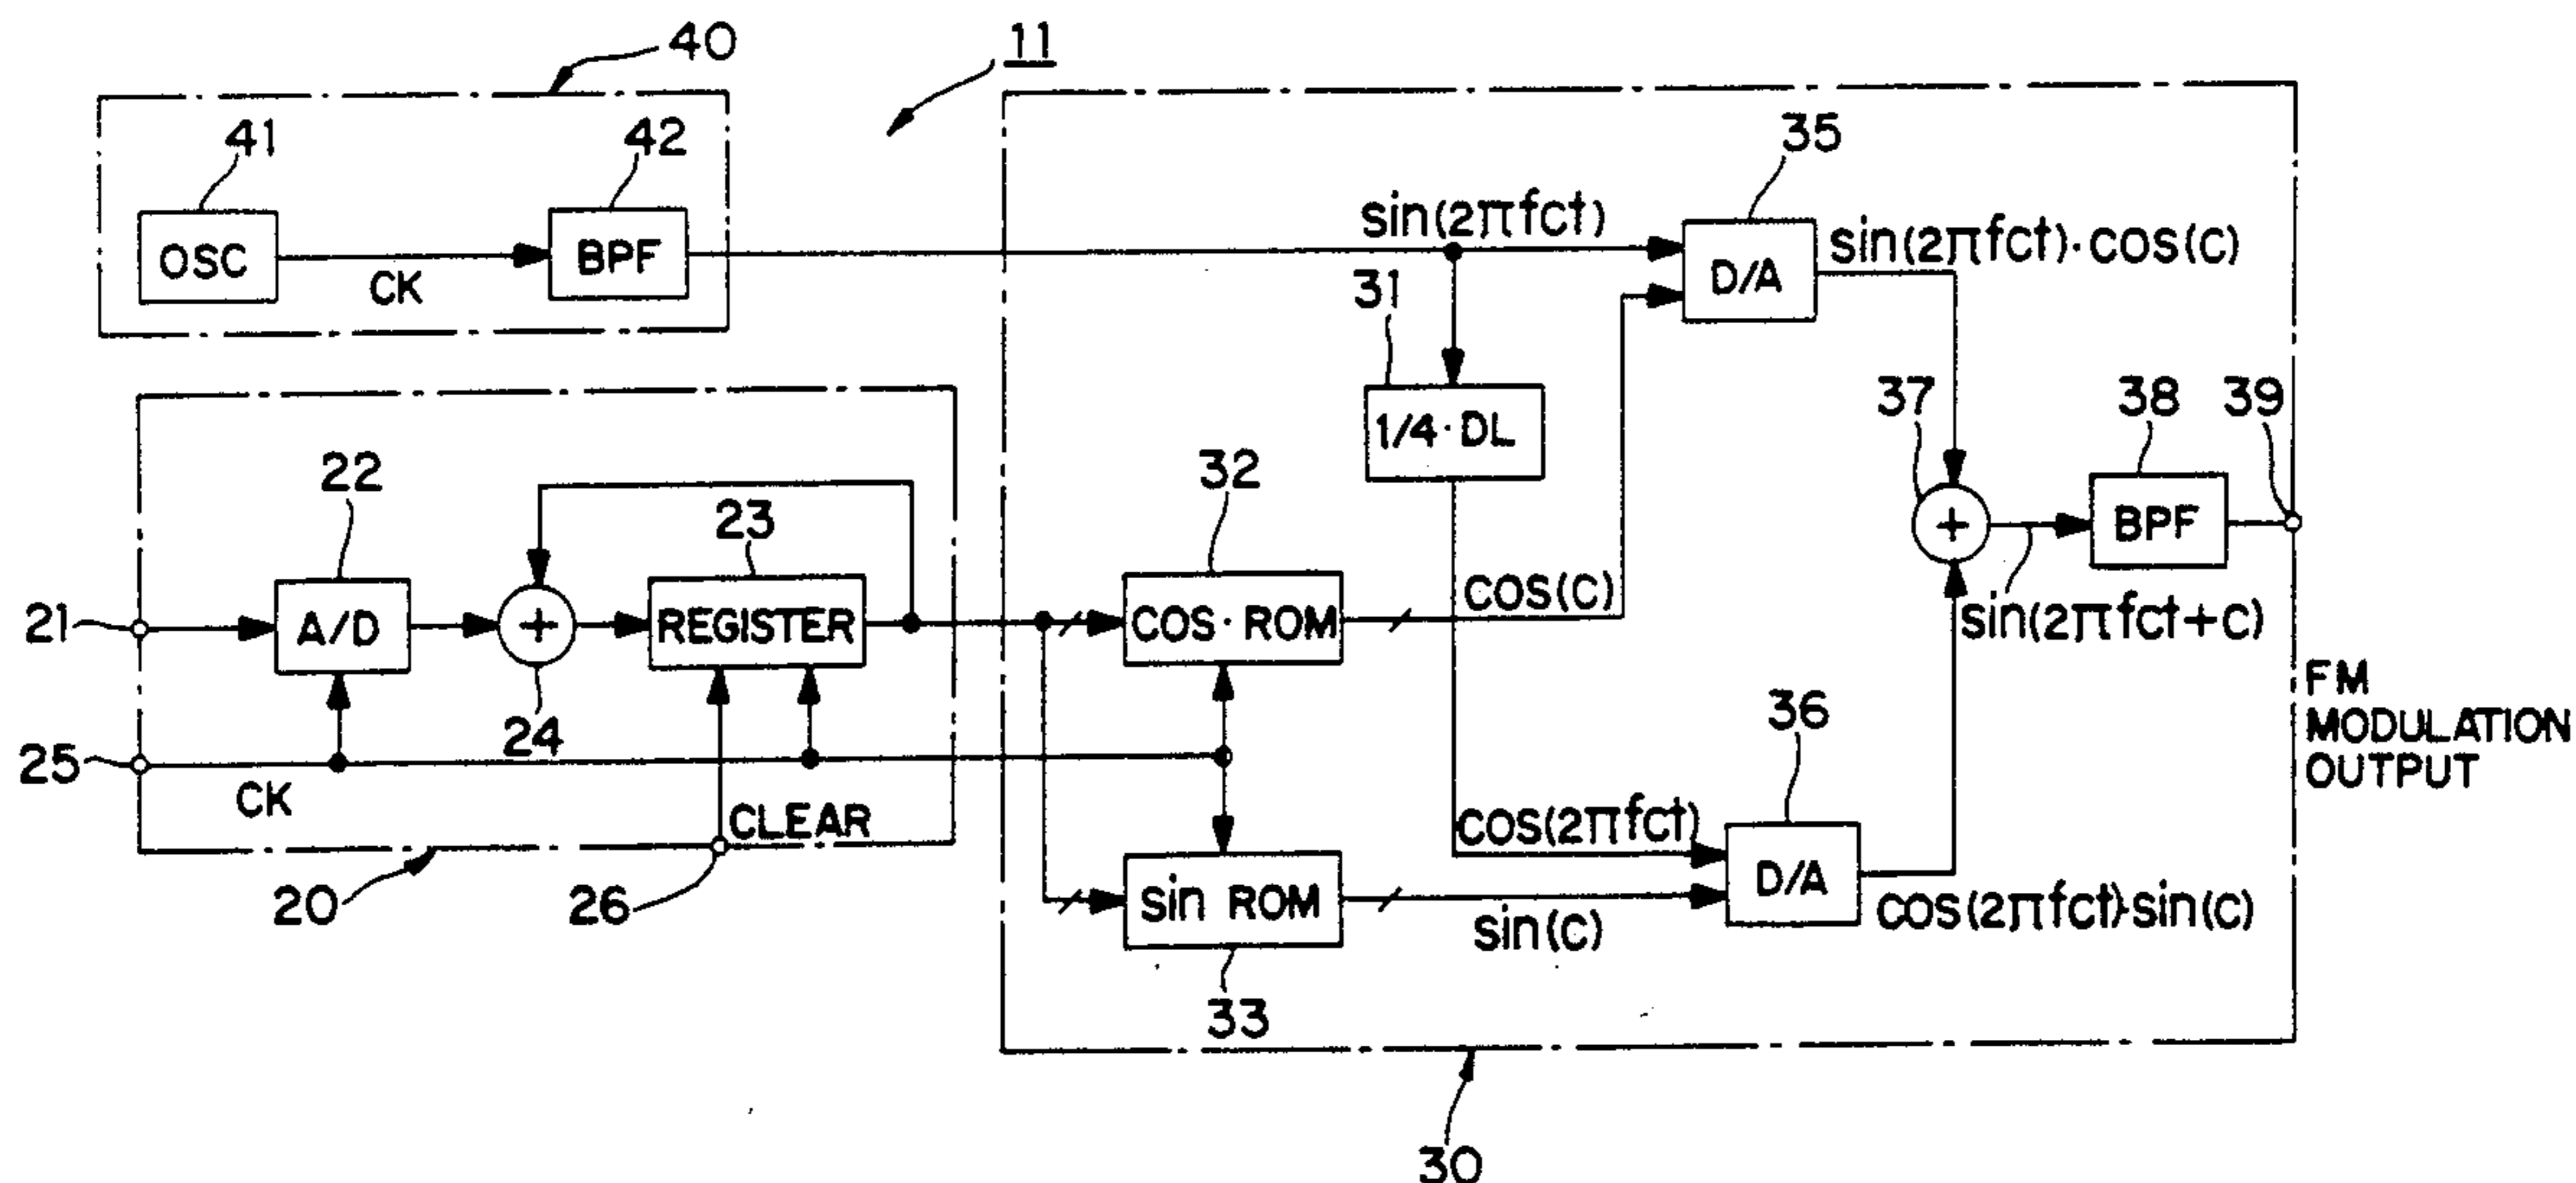 40
11
41
42
OSC
CK
BPF
35
sin(2πfct)
D/A
sin(2πfct)·cos(c)
31
1/4·DL
37
38
39
22
23
32
21
A/D
+
REGISTER
COS·ROM
cos(c)
+
BPF
sin(2πfct+c)
24
25
CK
CLEAR
36
FM
MODULATION
OUTPUT
cos(2πfct)
D/A
20
26
sin ROM
sin(c)
cos(2πfct)·sin(c)
33
30